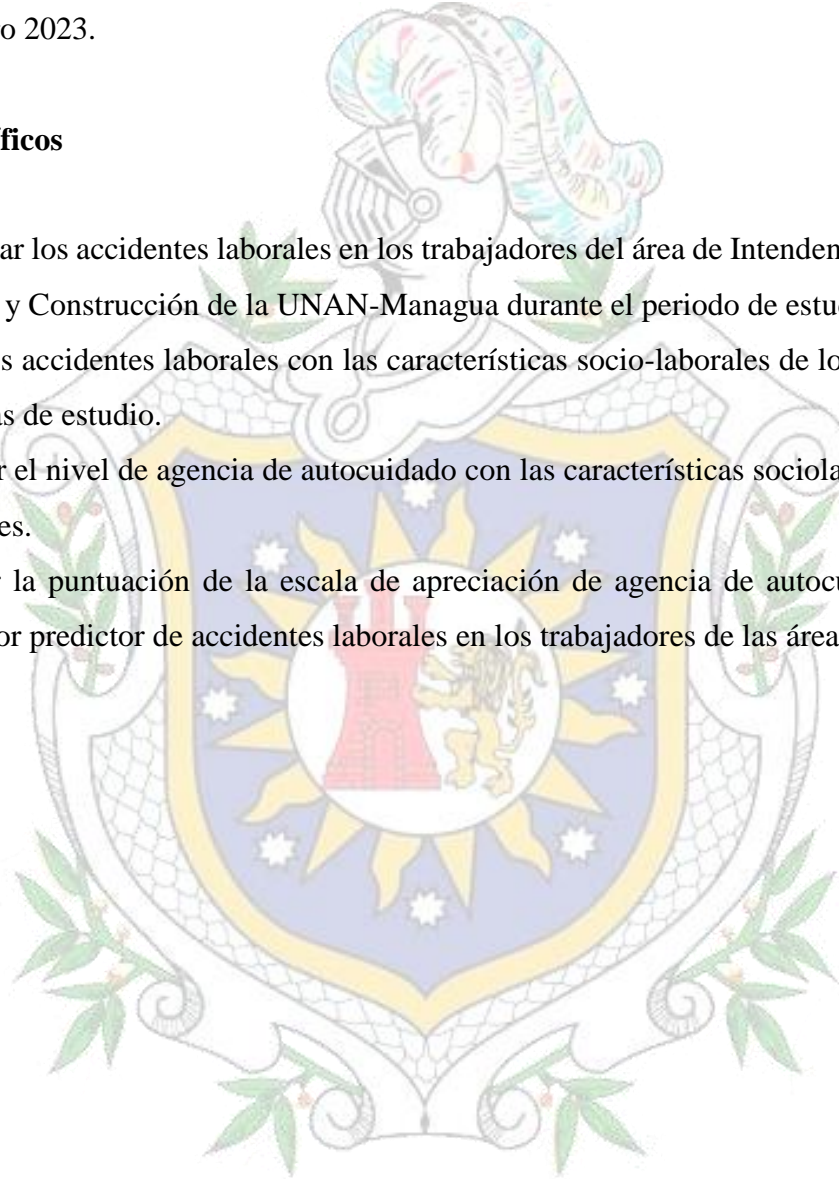 o 2023.
ficos
ar los accidentes laborales en los trabajadores del área de Intenden
y Construcción de la UNAN-Managua durante el periodo de estu
s accidentes laborales con las características socio-laborales de lo
as de estudio.
r el nivel de agencia de autocuidado con las características sociola
es.
r la puntuación de la escala de apreciación de agencia de autocu
or predictor de accidentes laborales en los trabajadores de las área